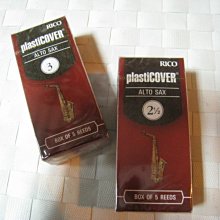 RICO
plastiCOVER
ALTO SAX
3
BOX OF 5 REEDS
RICO
plastiCOVER
ALTO SAX
2½
BOX OF 5 REEDS